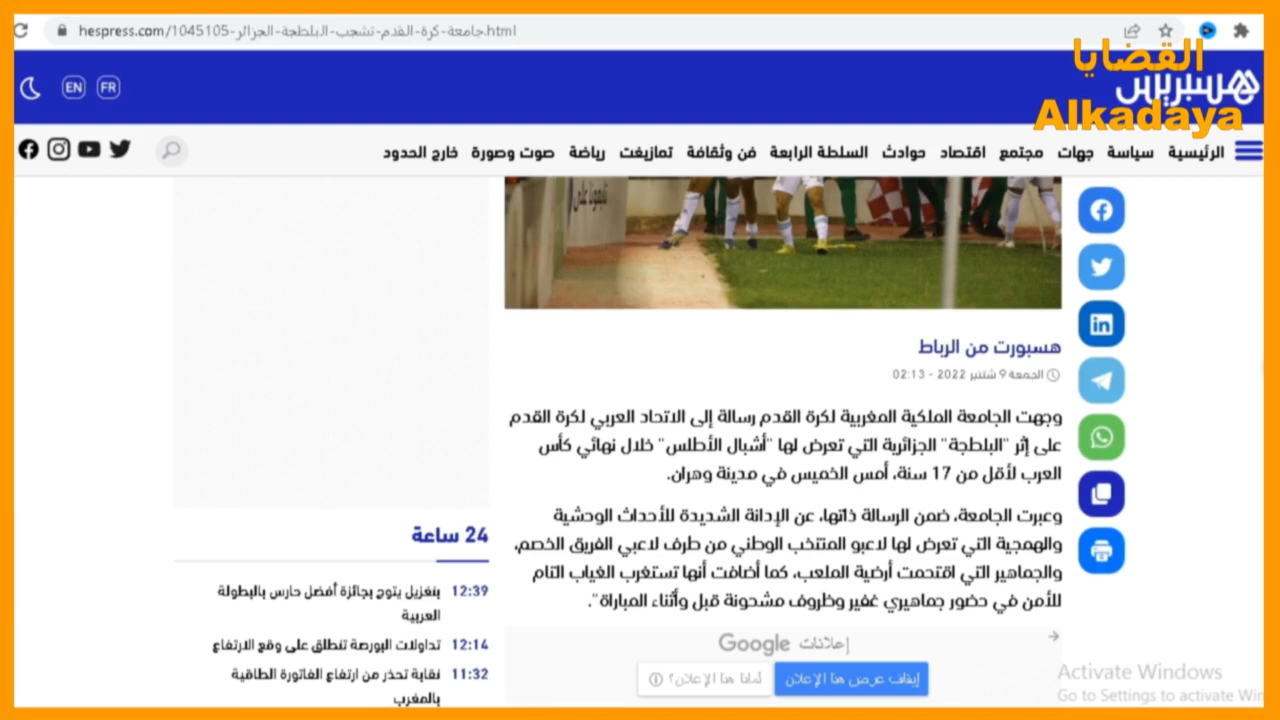 hespress.com/جامعة-كرة-القدم-تشجب-البلطجة-الجزائر-1045105.html
القضايا
Alkadaya
هسبريس
EN FR
الرئيسية سياسة جهات مجتمع اقتصاد حوادث السلطة الرابعة فن وثقافة تمازيغت رياضة صوت وصورة خارج الحدود
هسبورت من الرباط
الجمعة 9 شتنبر 2022 - 02:13
وجهت الجامعة الملكية المغربية لكرة القدم رسالة إلى الاتحاد العربي لكرة القدم
على إثر "البلطجة" الجزائرية التي تعرض لها "أشبال الأطلس" خلال نهائي كأس
العرب لأقل من 17 سنة، أمس الخميس في مدينة وهران.
وعبرت الجامعة، ضمن الرسالة ذاتها، عن الإدانة الشديدة للأحداث الوحشية
والهمجية التي تعرض لها لاعبو المنتخب الوطني من طرف لاعبي الفريق الخصم،
والجماهير التي اقتحمت أرضية الملعب، كما أضافت أنها تستغرب الغياب التام
للأمن في حضور جماهيري غفير وظروف مشحونة قبل وأثناء المباراة".
إعلانات Google
إيقاف عرض هذا الإعلان
لماذا هذا الإعلان؟
24 ساعة
12:39 بنغزيل يتوج بجائزة أفضل حارس بالبطولة
العربية
12:14 تداولات البورصة تنطلق على وقع الارتفاع
11:32 نقابة تحذر من ارتفاع الفاتورة الطاقية
بالمغرب
Activate Windows
Go to Settings to activate Win